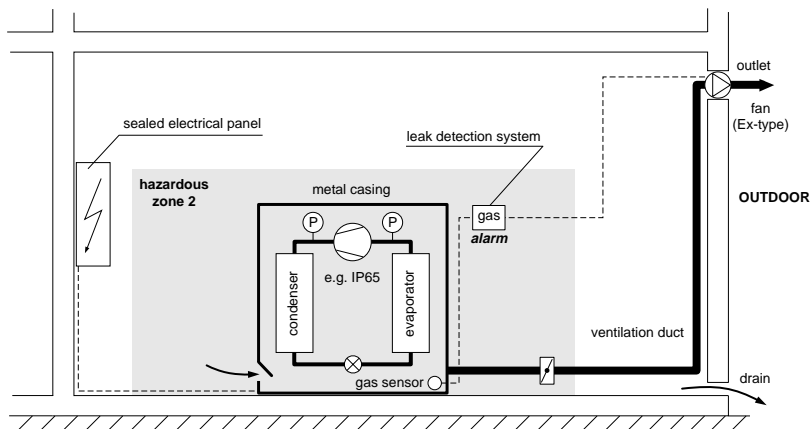 outlet
fan
(Ex-type)
sealed electrical panel
leak detection system
hazardous
zone 2
metal casing
OUTDOOR
P
P
gas
alarm
e.g. IP65
condenser
evaporator
ventilation duct
gas sensor
drain